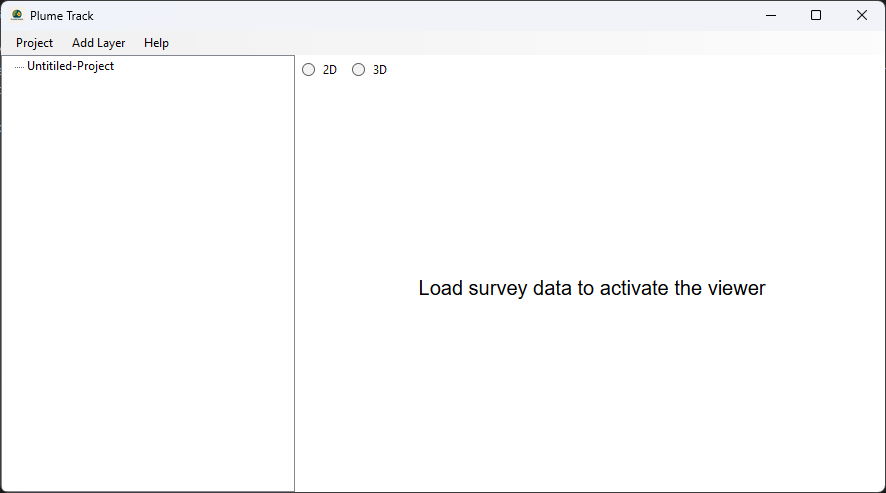 Plume Track
Project Add Layer Help
Untitiled-Project
2D 3D
Load survey data to activate the viewer